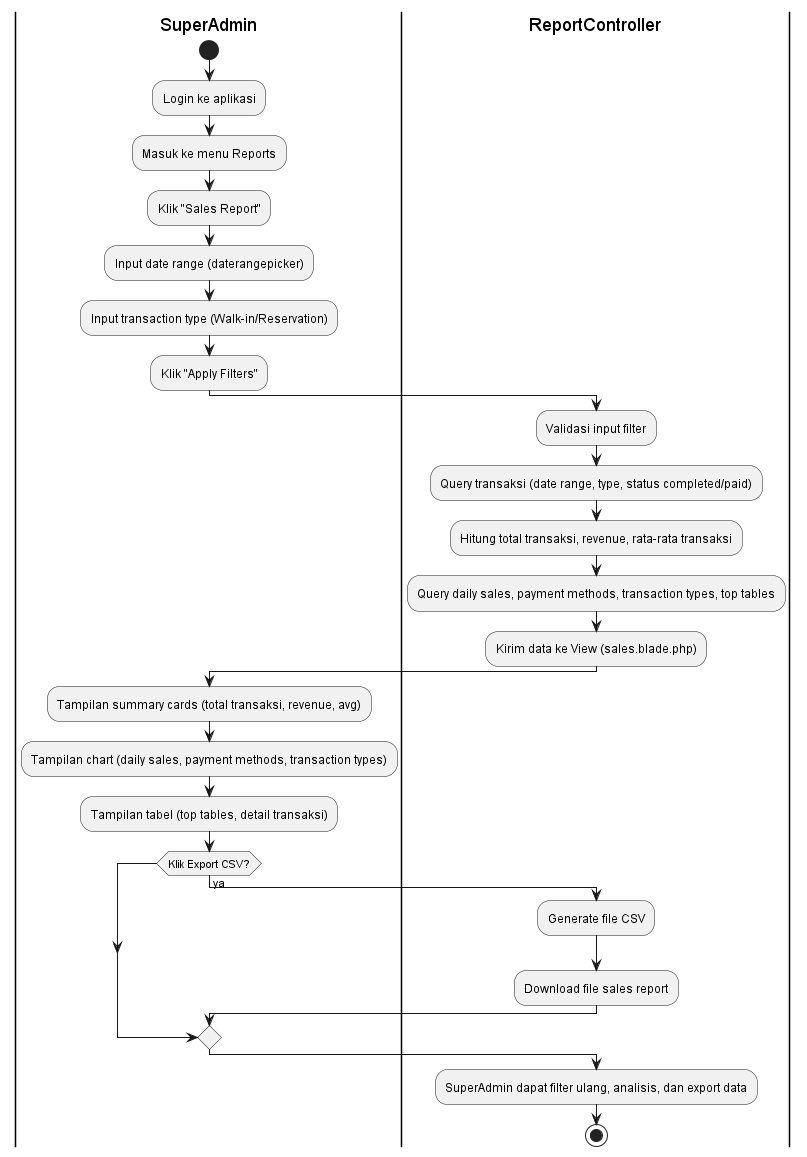 SuperAdmin
ReportController
Login ke aplikasi
Masuk ke menu Reports
Klik "Sales Report"
Input date range (daterangepicker)
Input transaction type (Walk-in/Reservation)
Klik "Apply Filters"
Validasi input filter
Query transaksi (date range, type, status completed/paid)
Hitung total transaksi, revenue, rata-rata transaksi
Query daily sales, payment methods, transaction types, top tables
Kirim data ke View (sales.blade.php)
Tampilan summary cards (total transaksi, revenue, avg)
Tampilan chart (daily sales, payment methods, transaction types)
Tampilan tabel (top tables, detail transaksi)
Klik Export CSV?
ya
Generate file CSV
Download file sales report
SuperAdmin dapat filter ulang, analisis, dan export data